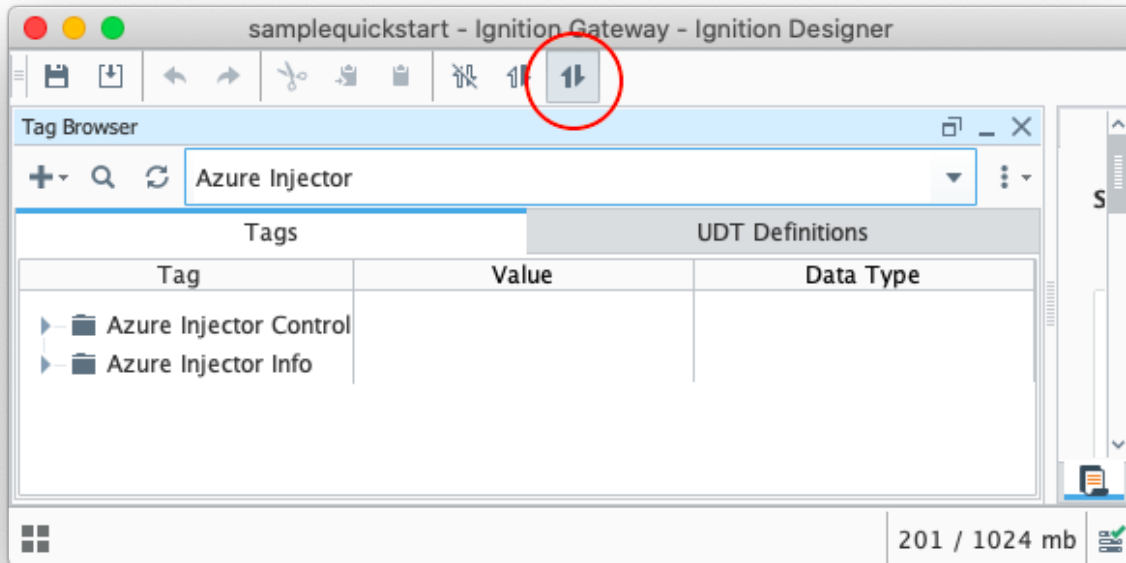 samplequickstart - Ignition Gateway - Ignition Designer
Tag Browser
Azure Injector
Tags UDT Definitions
Tag Value Data Type
Azure Injector Control
Azure Injector Info
S
201 / 1024 mb